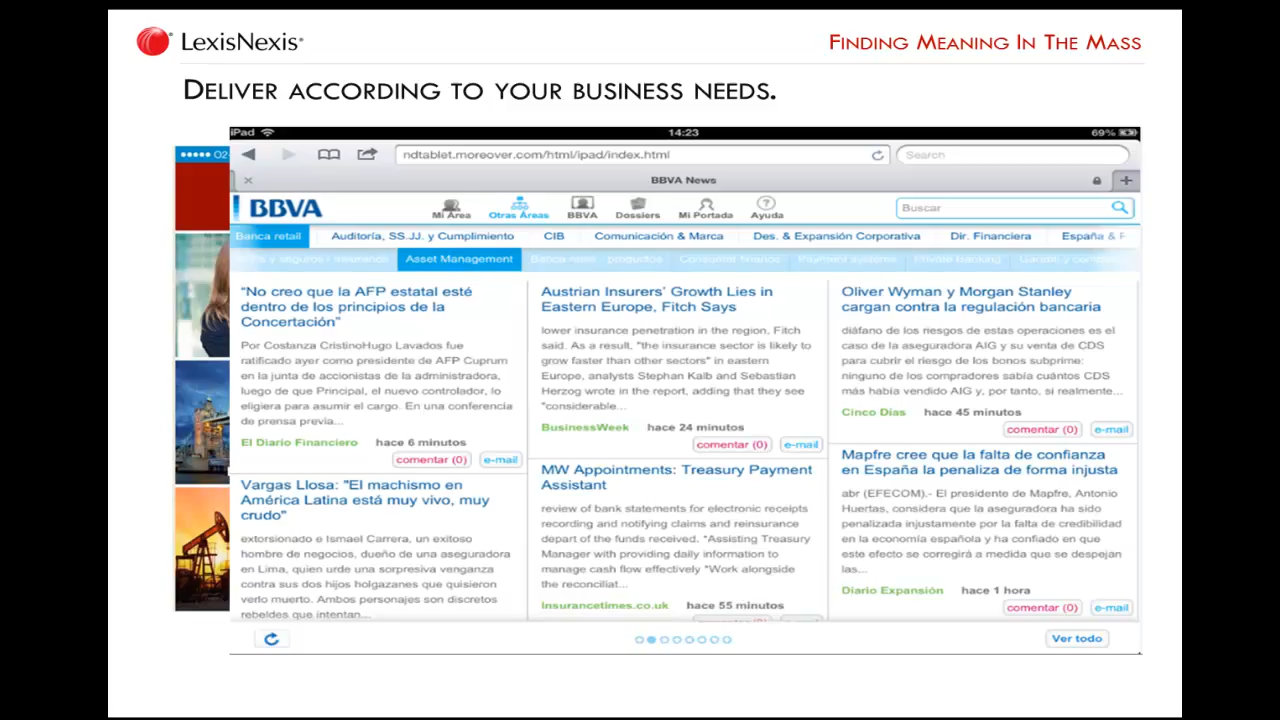 LexisNexis®
FINDING MEANING IN THE MASS
DELIVER ACCORDING TO YOUR BUSINESS NEEDS.
iPad
14:23
69%
02
ndtablet.moreover.com/html/ipad/index.html
Search
BBVA News
BBVA
Mi Área
Otras Áreas
BBVA
Dossiers
Mi Portada
Ayuda
Buscar
Banca retail
Auditoría, SS.JJ. y Cumplimiento
CIB
Comunicación & Marca
Des. & Expansión Corporativa
Dir. Financiera
España &
y seguros / insurance
Asset Management
Banca
productos
Consumer finance
Payment systems
Private banking
"No creo que la AFP estatal esté
dentro de los principios de la
Concertación"
Por Costanza CristinoHugo Lavados fue
ratificado ayer como presidente de AFP Cuprum
en la junta de accionistas de la administradora,
luego de que Principal, el nuevo controlador, lo
eligiera para asumir el cargo. En una conferencia
de prensa previa...
El Diario Financiero hace 6 minutos
comentar (0) e-mail
Vargas Llosa: "El machismo en
América Latina está muy vivo, muy
crudo"
extorsionado e Ismael Carrera, un exitoso
hombre de negocios, dueño de una aseguradora
en Lima, quien urde una sorpresiva venganza
contra sus dos hijos holgazanes que quisieron
verlo muerto. Ambos personajes son discretos
rebeldes que intentan...
Austrian Insurers' Growth Lies in
Eastern Europe, Fitch Says
lower insurance penetration in the region, Fitch
said. As a result, "the insurance sector is likely to
grow faster than other sectors" in eastern
Europe, analysts Stephan Kalb and Sebastian
Herzog wrote in the report, adding that they see
"considerable...
BusinessWeek hace 24 minutos
comentar (0) e-mail
MW Appointments: Treasury Payment
Assistant
review of bank statements for electronic receipts
recording and notifying claims and reinsurance
depart of the funds received. *Assisting Treasury
Manager with providing daily information to
manage cash flow effectively *Work alongside
the reconciliat...
Insurancetimes.co.uk hace 55 minutos
Oliver Wyman y Morgan Stanley
cargan contra la regulación bancaria
diáfano de los riesgos de estas operaciones es el
caso de la aseguradora AIG y su venta de CDS
para cubrir el riesgo de los bonos subprime:
ninguno de los compradores sabía cuántos CDS
más había vendido AIG y, por tanto, si realmente...
Cinco Días hace 45 minutos
comentar (0) e-mail
Mapfre cree que la falta de confianza
en España la penaliza de forma injusta
abr (EFECOM).- El presidente de Mapfre, Antonio
Huertas, considera que la aseguradora ha sido
penalizada injustamente por la falta de credibilidad
en la economía española y ha confiado en que
este efecto se corregirá a medida que se despejan
las...
Diario Expansión hace 1 hora
comentar (0) e-mail
Ver todo